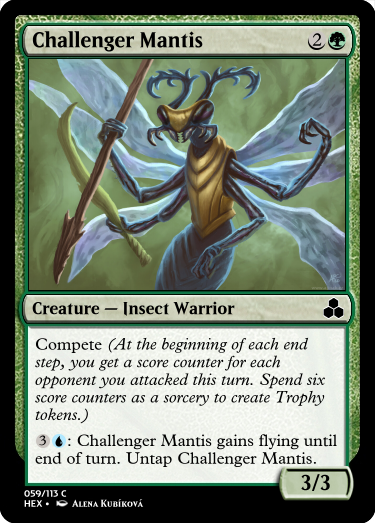 Challenger Mantis 2
Creature — Insect Warrior
Compete (At the beginning of each end
step, you get a score counter for each
opponent you attacked this turn. Spend six
score counters as a sorcery to create Trophy
tokens.)
3 : Challenger Mantis gains flying until
end of turn. Untap Challenger Mantis.
3/3
059/113 C
HEX • Alena Kubíková